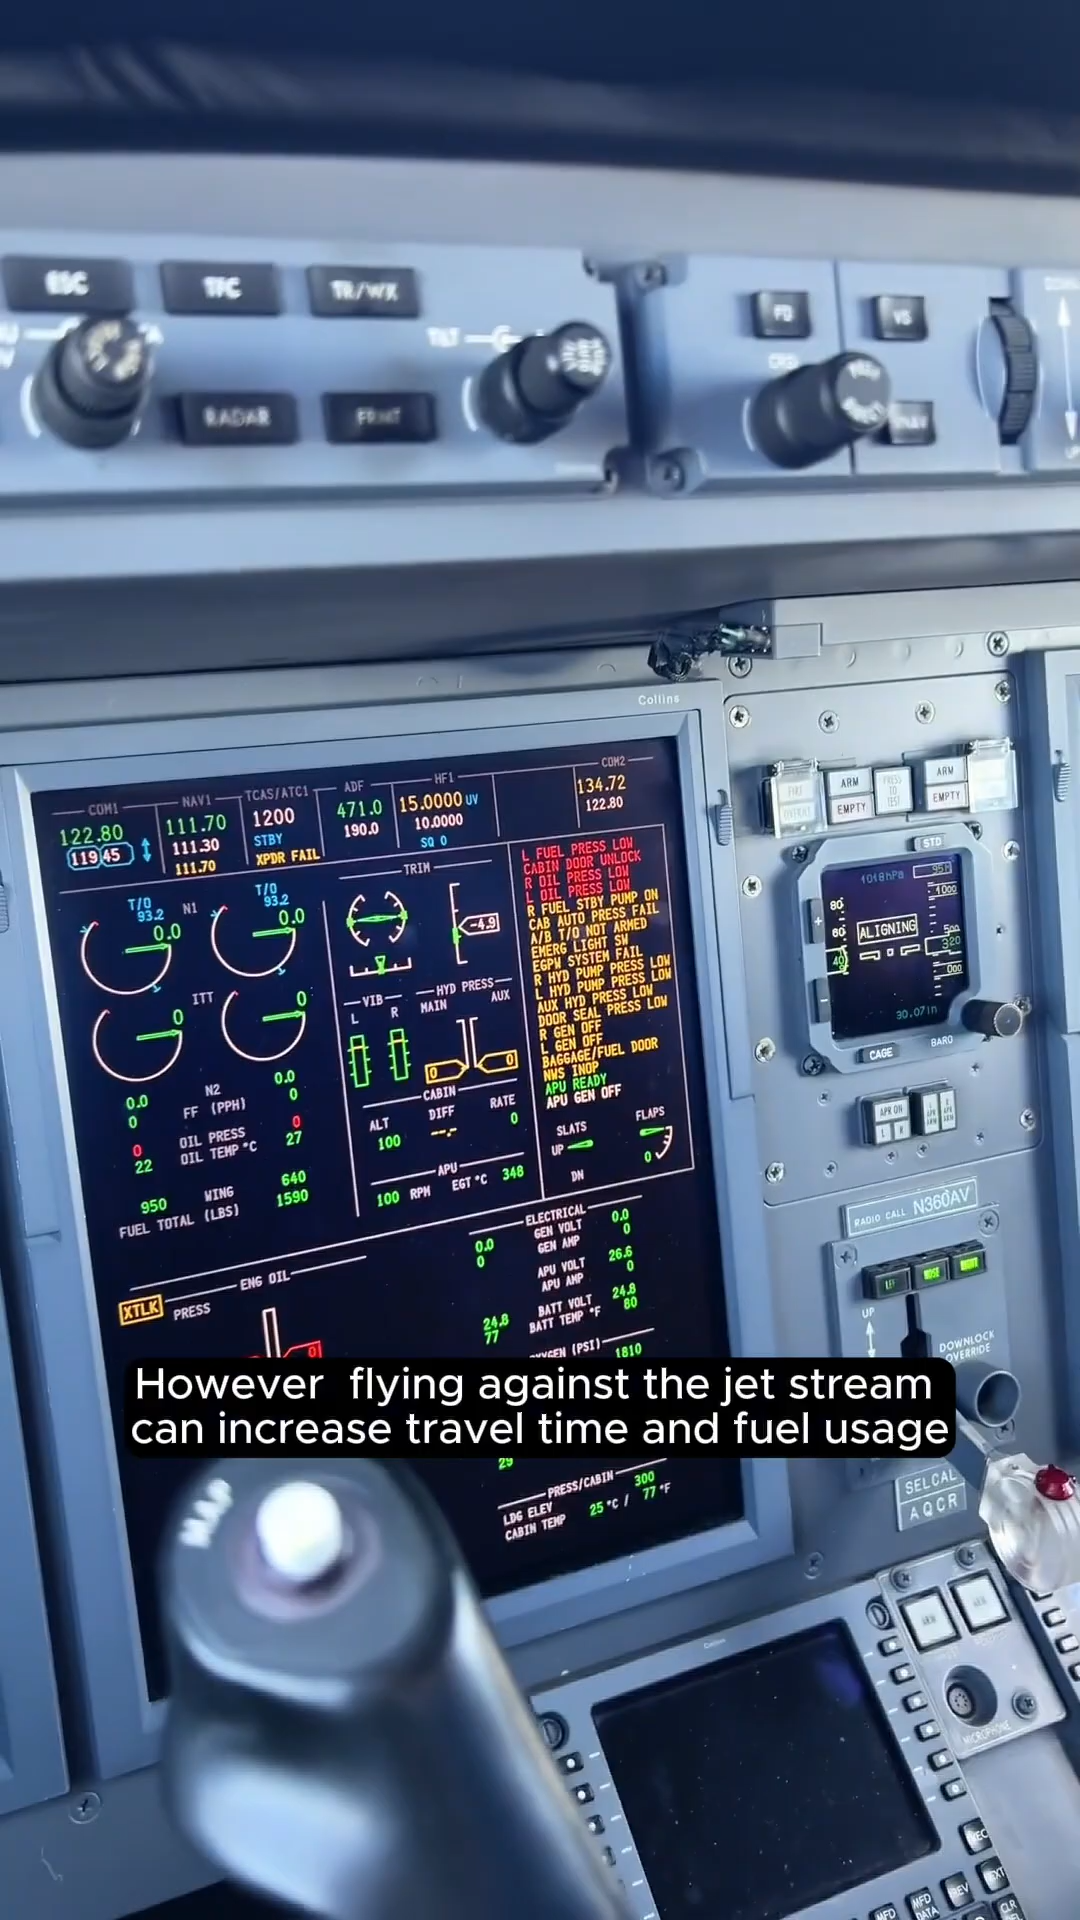 ESC
TFC
TR/WX
TILT
RADAR
FRMT
FD
VS
CRS
VNAV
Collins
COM1
122.80
119.45
NAV1
111.70
111.30
111.70
TCAS/ATC1
1200
STBY
XPDR FAIL
ADF
471.0
190.0
HF1
15.0000 UV
10.0000
SQ 0
COM2
134.72
122.80
T/O
93.2
0.0
N1
T/O
93.2
0.0
ITT
0
0
0.0
N2
0.0
0
FF (PPH)
0
0
OIL PRESS
0
22
OIL TEMP °C
27
950
WING
640
FUEL TOTAL (LBS)
1590
TRIM
-4.9
VIB
L
R
HYD PRESS
MAIN
AUX
0
0
CABIN
ALT
DIFF
RATE
100
--.-
0
APU
100 RPM
EGT °C 348
L FUEL PRESS LOW
CABIN DOOR UNLOCK
R OIL PRESS LOW
L OIL PRESS LOW
R FUEL STBY PUMP ON
CAB AUTO PRESS FAIL
A/B T/O NOT ARMED
EMERG LIGHT SW
EGPW SYSTEM FAIL
R HYD PUMP PRESS LOW
L HYD PUMP PRESS LOW
AUX HYD PRESS LOW
DOOR SEAL PRESS LOW
R GEN OFF
L GEN OFF
BAGGAGE/FUEL DOOR
NWS INOP
APU READY
APU GEN OFF
SLATS
FLAPS
UP
0
DN
ELECTRICAL
0.0
GEN VOLT
0.0
0
GEN AMP
0
APU VOLT
26.6
APU AMP
0
24.8
BATT VOLT
24.8
77
BATT TEMP °F
80
(PSI)
1810
ENG OIL
XTLK
PRESS
0
29
PRESS/CABIN
LDG ELEV
300
CABIN TEMP
25 °C / 77 °F
ARM
EMPTY
PRESS
TO
TEST
ARM
EMPTY
STD
1018hPa
80
60
40
ALIGNING
1000
500
320
000
30.07in
CAGE
BARO
APR ON
RADIO CALL N360AV
NOSE
UP
DOWNLOCK
OVERRIDE
However flying against the jet stream
can increase travel time and fuel usage
SELCAL
AQCR
MICROPHONE
EXEC
NEXT
PREV
MFD
DATA
CLR